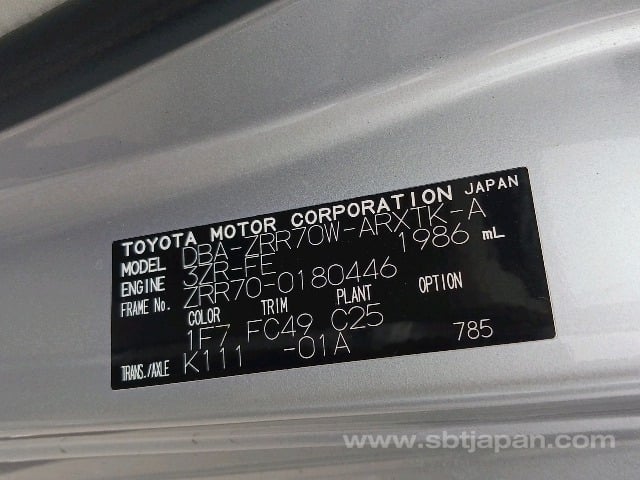 TOYOTA MOTOR CORPORATION JAPAN
MODEL DBA-ZRR70W-ARXTK-A
ENGINE 3ZR-FE 1986 mL
FRAME No. ZRR70-0180446
COLOR TRIM PLANT OPTION
1F7 FC49 C25
TRANS./AXLE K111 -01A 785
www.sbtjapan.com